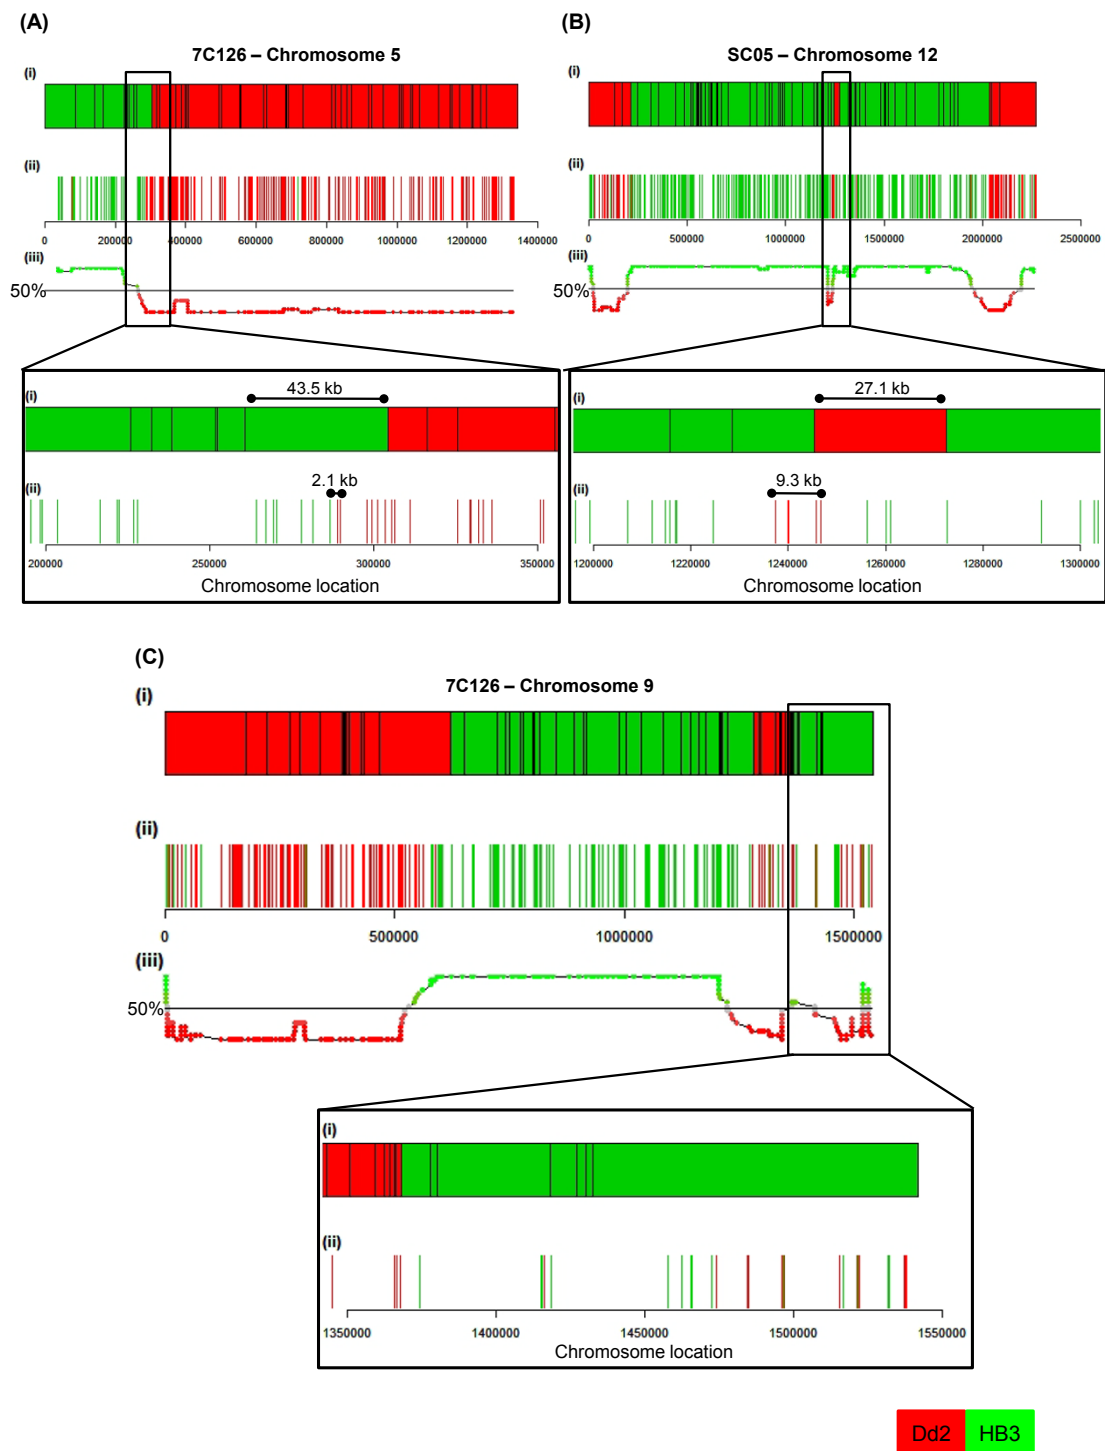 (A)
7C126 – Chromosome 5
(i)
(ii)
0 200000 400000 600000 800000 1000000 1200000 1400000
(iii)
50%
(i)
43.5 kb
(ii)
2.1 kb
200000 250000 300000 350000
Chromosome location
(B)
SC05 – Chromosome 12
(i)
(ii)
0 500000 1000000 1500000 2000000 2500000
(iii)
50%
(i)
27.1 kb
(ii)
9.3 kb
1200000 1220000 1240000 1260000 1280000 1300000
Chromosome location
(C)
7C126 – Chromosome 9
(i)
(ii)
0 500000 1000000 1500000
(iii)
50%
(i)
(ii)
1350000 1400000 1450000 1500000 1550000
Chromosome location
Dd2 HB3